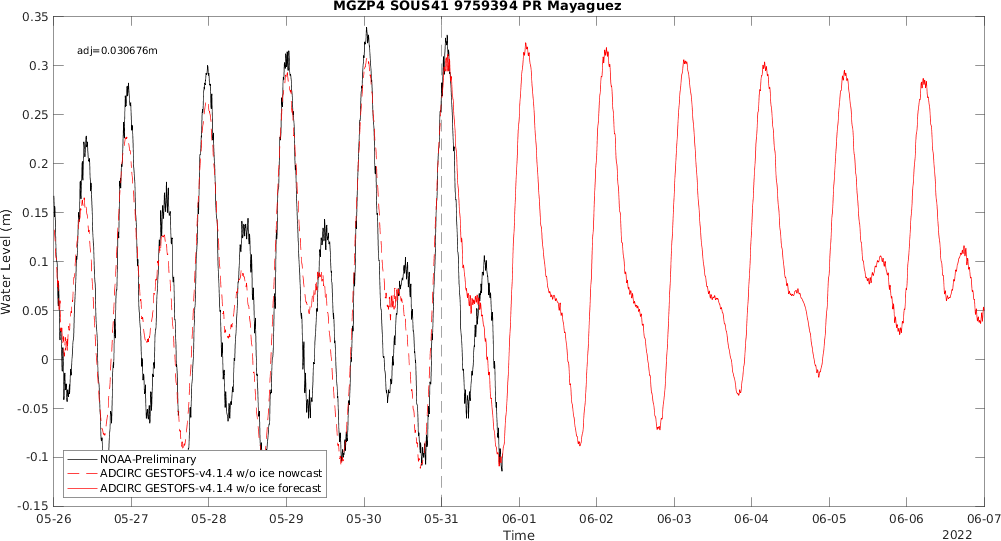 MGZP4 SOUS41 9759394 PR Mayaguez
adj=0.030676m
0.35
0.3
0.25
0.2
0.15
0.1
0.05
0
-0.05
-0.1
-0.15
Water Level (m)
NOAA-Preliminary
ADCIRC GESTOFS-v4.1.4 w/o ice nowcast
ADCIRC GESTOFS-v4.1.4 w/o ice forecast
05-26 05-27 05-28 05-29 05-30 05-31 06-01 06-02 06-03 06-04 06-05 06-06 06-07
Time
2022